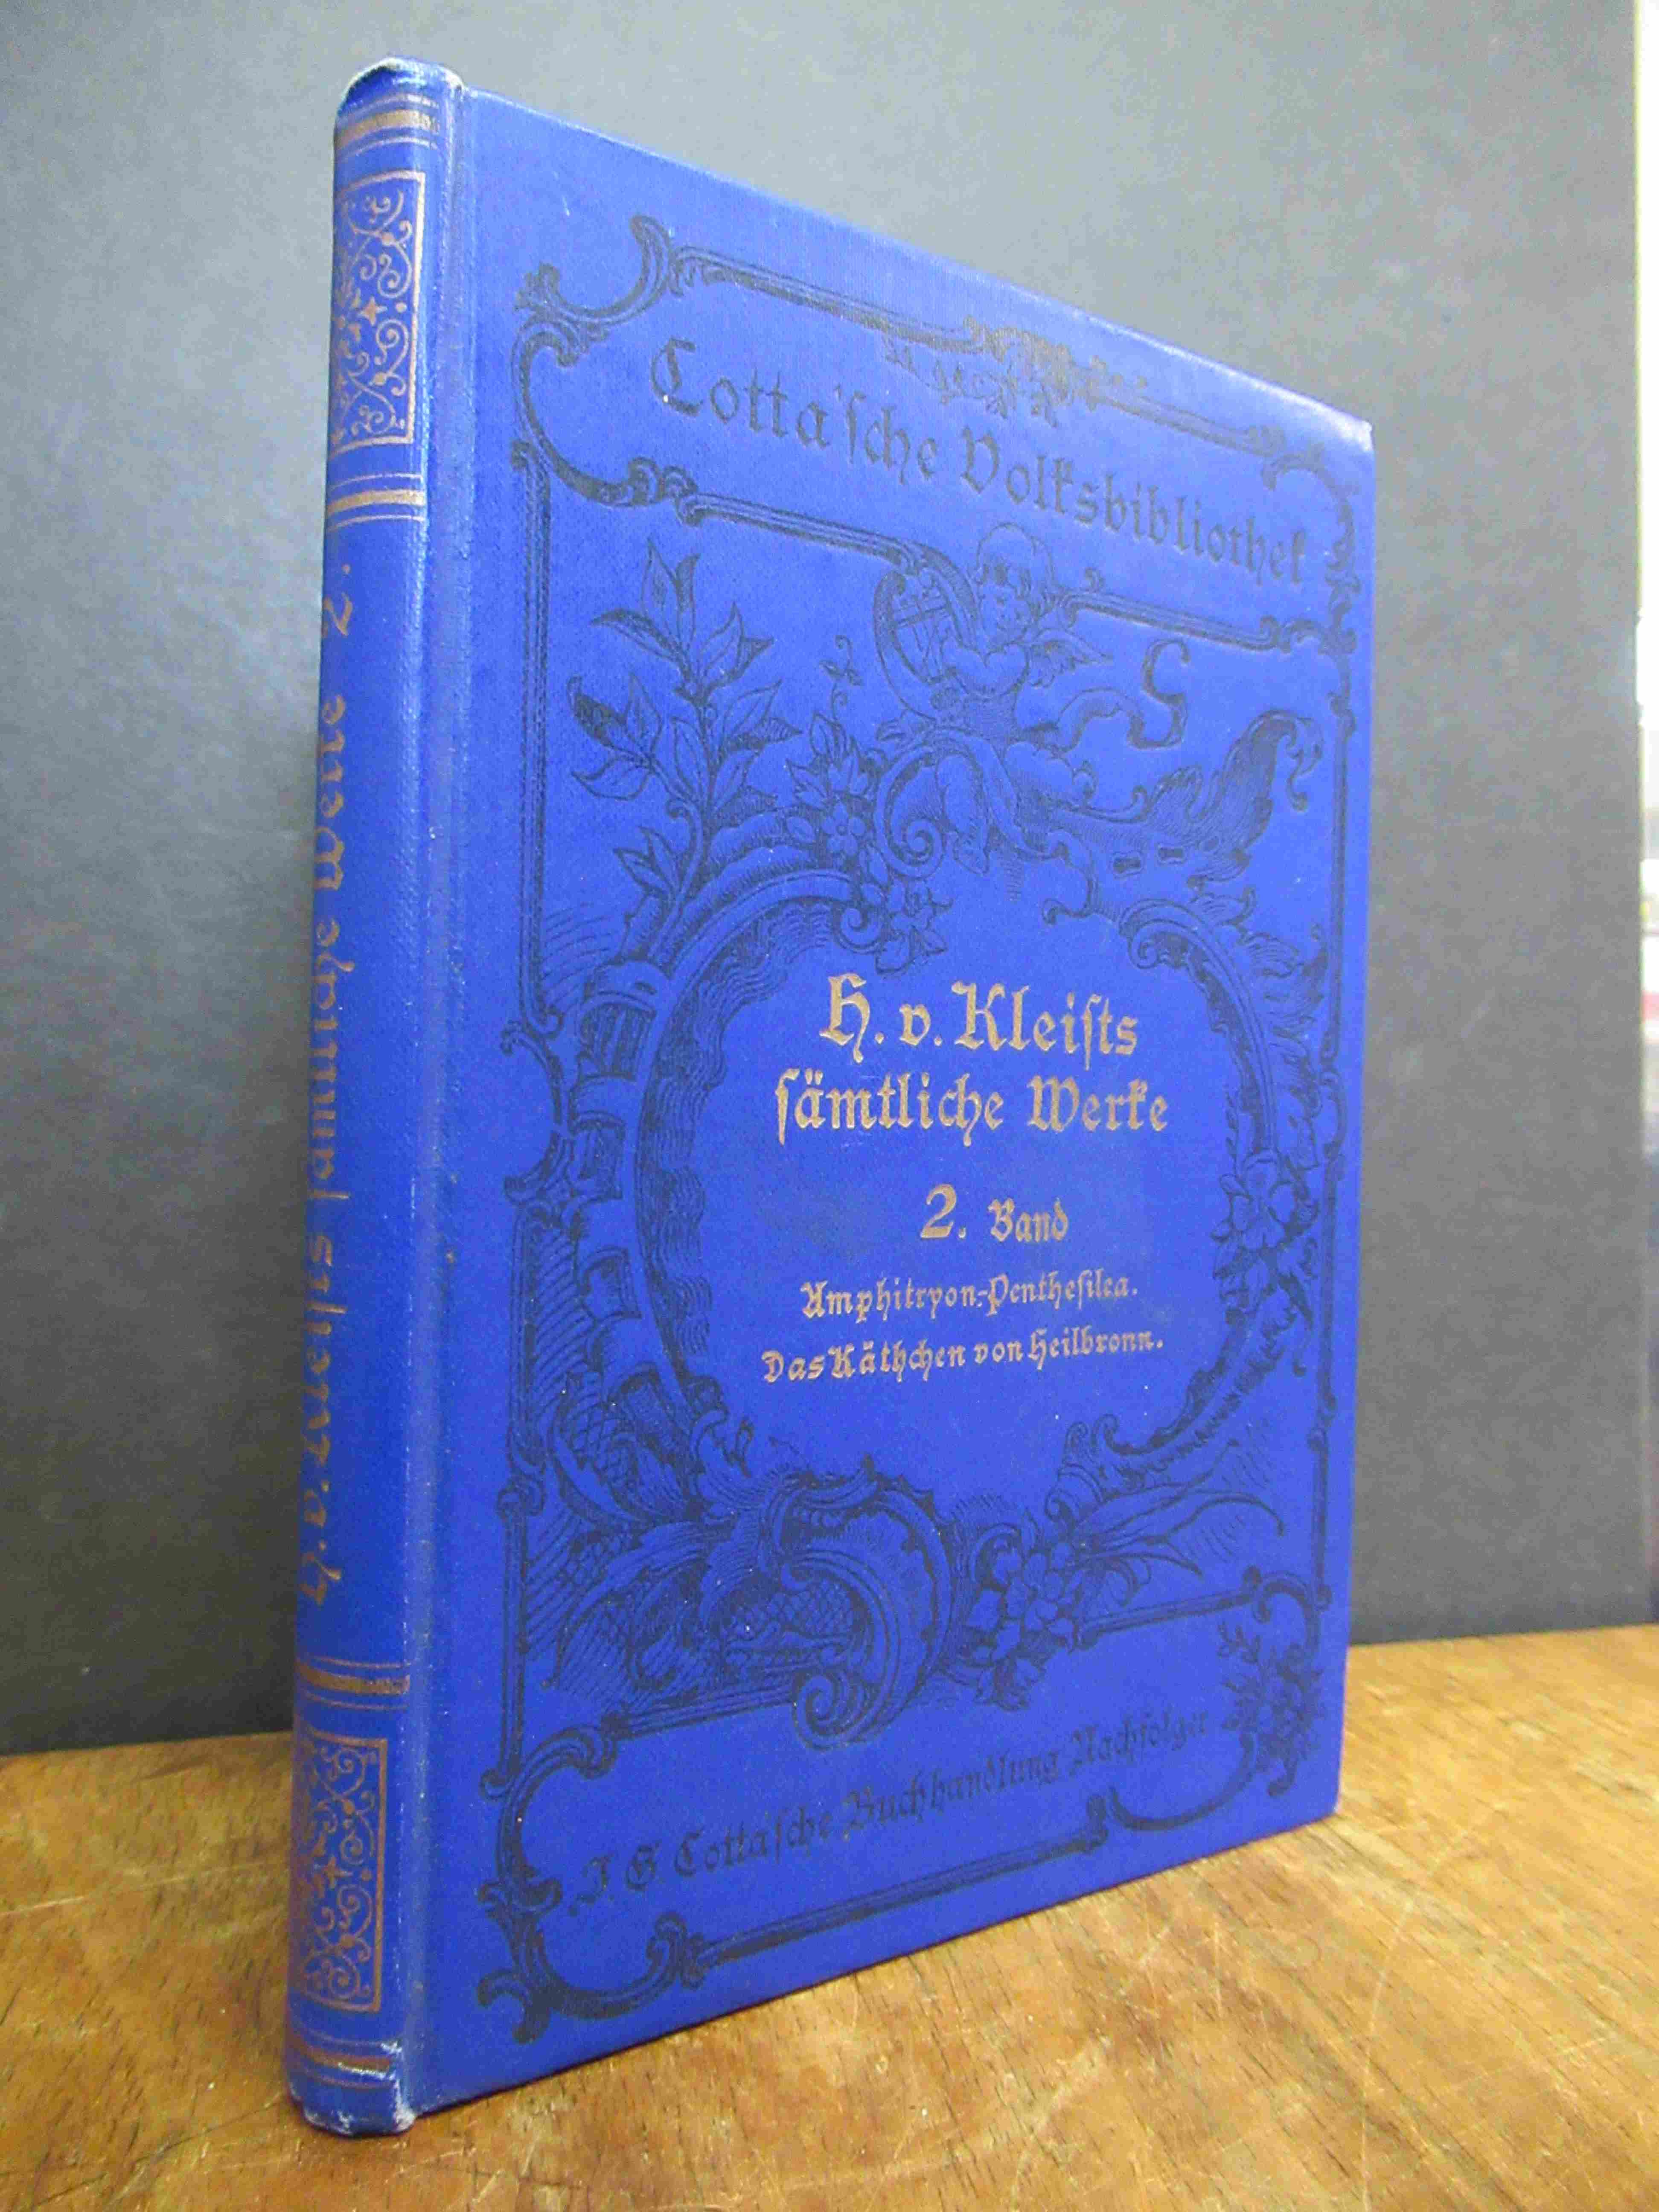 Cotta'sche Volksbibliothek
H. v. Kleiſts
ſämtliche Werke
2. Band
Amphitryon.-Pentheſilea.
Das Käthchen von Heilbronn.
J. G. Cotta'ſche Buchhandlung Nachfolger
H. v. Kleiſts ſämtliche Werke 2.